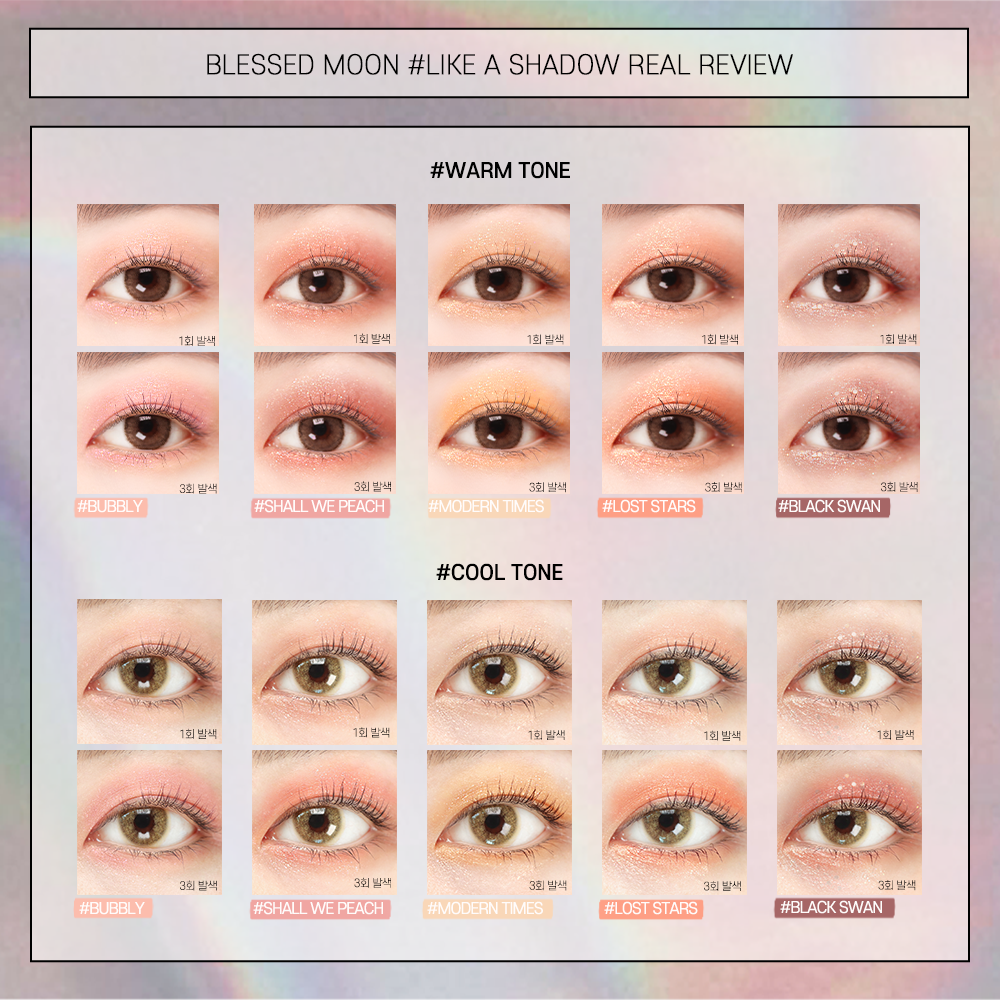 BLESSED MOON #LIKE A SHADOW REAL REVIEW
#WARM TONE
1회 발색 1회 발색 1회 발색 1회 발색 1회 발색
3회 발색 3회 발색 3회 발색 3회 발색 3회 발색
#BUBBLY #SHALL WE PEACH #MODERN TIMES #LOST STARS #BLACK SWAN
#COOL TONE
1회 발색 1회 발색 1회 발색 1회 발색 1회 발색
3회 발색 3회 발색 3회 발색 3회 발색 3회 발색
#BUBBLY #SHALL WE PEACH #MODERN TIMES #LOST STARS #BLACK SWAN